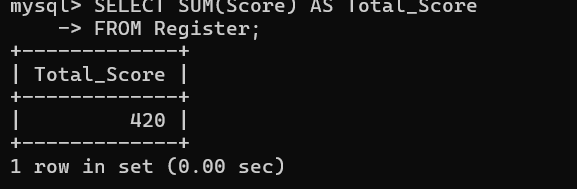 mysql> SELECT SUM(Score) AS Total_Score
    -> FROM Register;
+-------------+
| Total_Score |
+-------------+
|         420 |
+-------------+
1 row in set (0.00 sec)